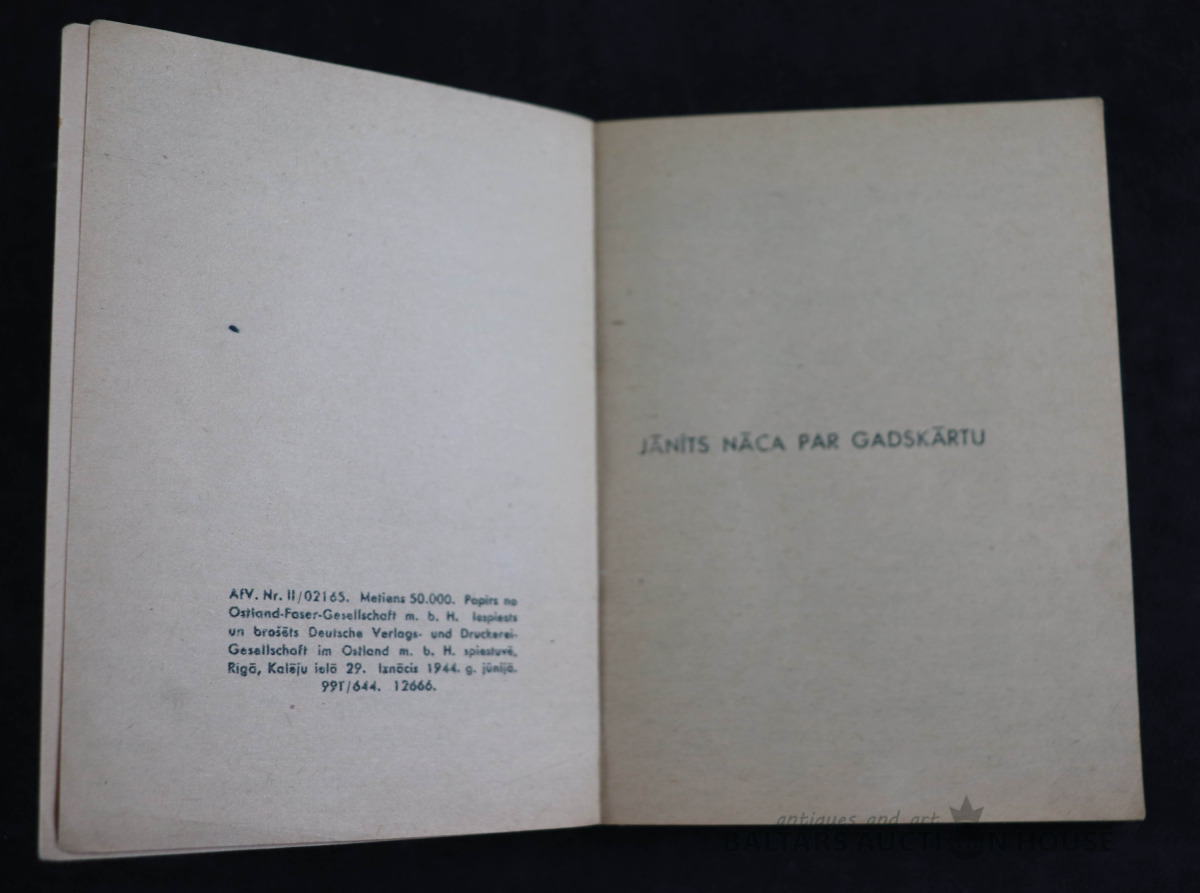 AfV. Nr. II/02165. Metiens 50.000. Papīrs no
Ostland-Faser-Gesellschaft m. b. H. Iespiests
un brošēts Deutsche Verlags- und Druckerei-
Gesellschaft im Ostland m. b. H. spiestuvē,
Rīgā, Kalēju ielā 29. Iznācis 1944. g. jūnijā.
991/644. 12666.
JĀNĪTS NĀCA PAR GADSKĀRTU
antiques and art
BALTARS AUCTION HOUSE